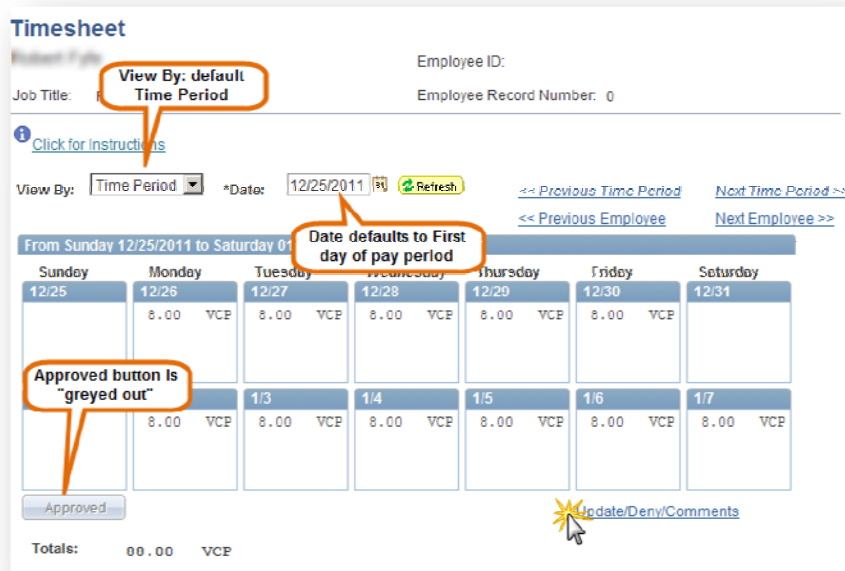 Timesheet
Employee ID:
Job Title:
Employee Record Number: 0
View By: default
Time Period
Click for Instructions
View By: Time Period *Date: 12/25/2011 Refresh << Previous Time Period Next Time Period >>
<< Previous Employee Next Employee >>
Date defaults to First
day of pay period
From Sunday 12/25/2011 to Saturday 01
Sunday Monday Tuesday Wednesday Thursday Friday Saturday
12/25 12/26 12/27 12/28 12/29 12/30 12/31
8.00 VCP 8.00 VCP 8.00 VCP 8.00 VCP 8.00 VCP
Approved button Is
"greyed out"
1/3 1/4 1/5 1/6 1/7
8.00 VCP 8.00 VCP 8.00 VCP 8.00 VCP 8.00 VCP 8.00 VCP
Approved
Update/Deny/Comments
Totals: 00.00 VCP